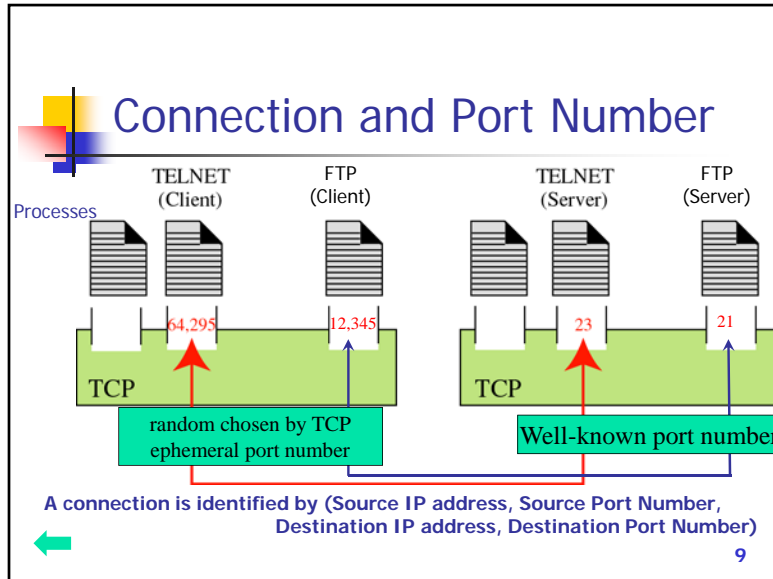 Connection and Port Number
TELNET
(Client)
FTP
(Client)
TELNET
(Server)
FTP
(Server)
Processes
64,295
12,345
23
21
TCP
TCP
random chosen by TCP
ephemeral port number
Well-known port number
A connection is identified by (Source IP address, Source Port Number,
Destination IP address, Destination Port Number)
9